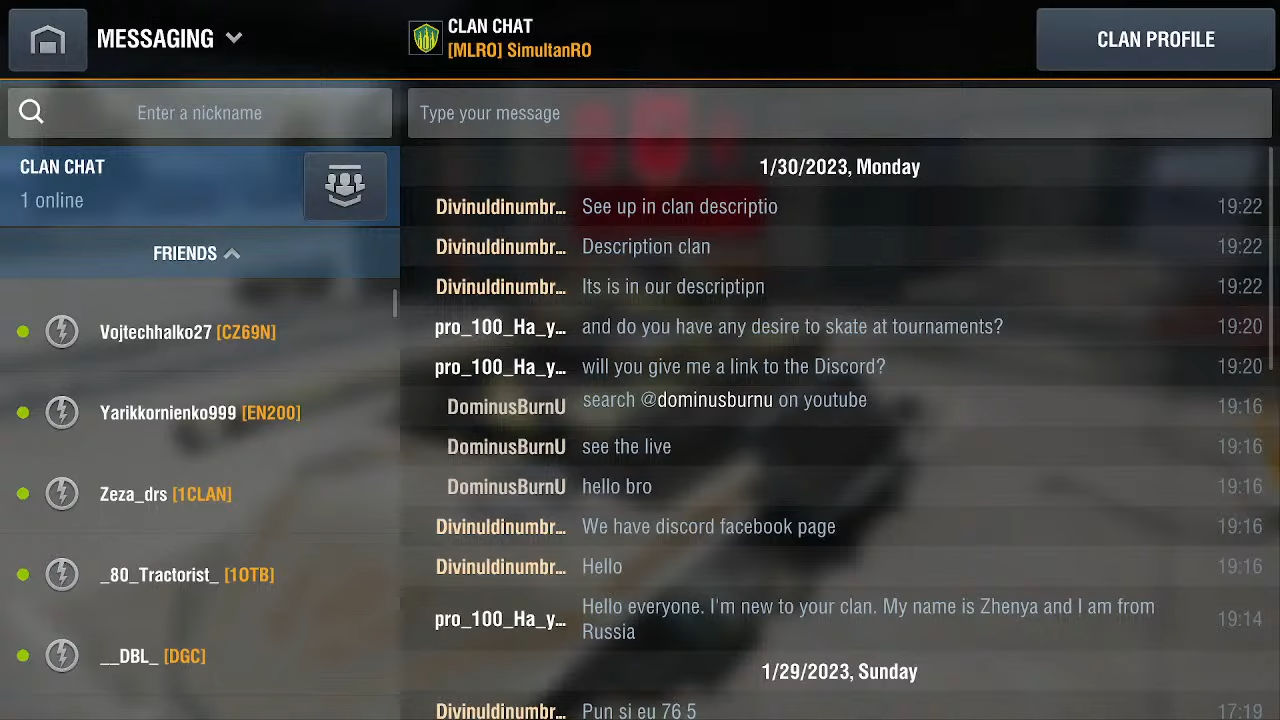 MESSAGING
CLAN CHAT
[MLRO] SimultanRO
CLAN PROFILE
Enter a nickname
Type your message
CLAN CHAT
1 online
FRIENDS
Vojtechhalko27 [CZ69N]
Yarikkornienko999 [EN200]
Zeza_drs [1CLAN]
_80_Tractorist_ [1OTB]
__DBL_ [DGC]
1/30/2023, Monday
Divinuldinumbr... See up in clan descriptio 19:22
Divinuldinumbr... Description clan 19:22
Divinuldinumbr... Its is in our descriptipn 19:22
pro_100_Ha_y... and do you have any desire to skate at tournaments? 19:20
pro_100_Ha_y... will you give me a link to the Discord? 19:20
DominusBurnU search @dominusburnu on youtube 19:16
DominusBurnU see the live 19:16
DominusBurnU hello bro 19:16
Divinuldinumbr... We have discord facebook page 19:16
Divinuldinumbr... Hello 19:16
pro_100_Ha_y... Hello everyone. I'm new to your clan. My name is Zhenya and I am from 19:14
Russia
1/29/2023, Sunday
Divinuldinumbr... Pun si eu 76 5 17:19